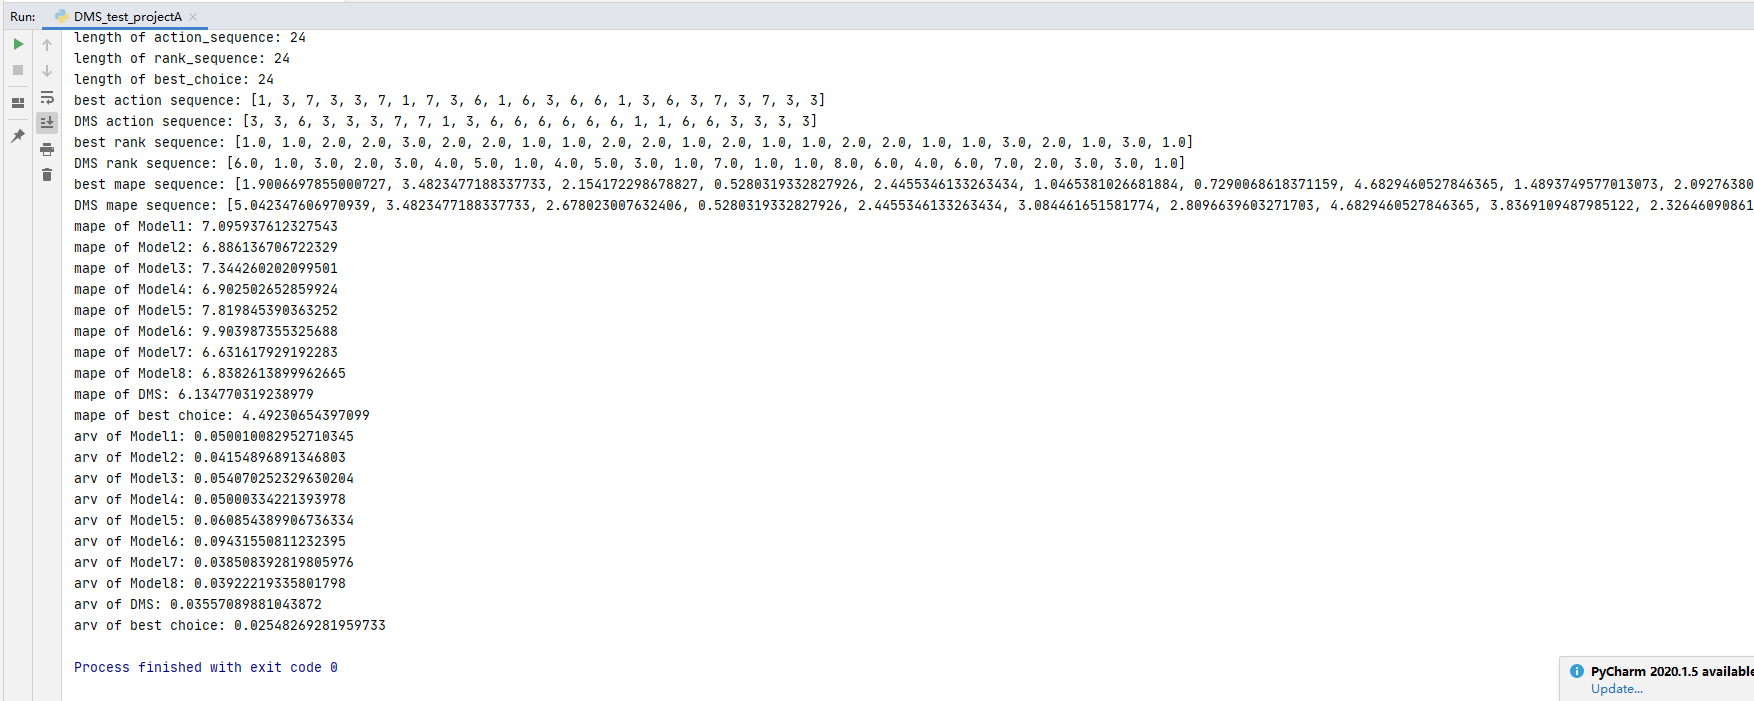 Run: DMS_test_projectA
length of action_sequence: 24
length of rank_sequence: 24
length of best_choice: 24
best action sequence: [1, 3, 7, 3, 3, 7, 1, 7, 3, 6, 1, 6, 3, 6, 6, 1, 3, 6, 3, 7, 3, 7, 3, 3]
DMS action sequence: [3, 3, 6, 3, 3, 3, 7, 7, 1, 3, 6, 6, 6, 6, 6, 6, 1, 1, 6, 6, 3, 3, 3, 3]
best rank sequence: [1.0, 1.0, 2.0, 2.0, 3.0, 2.0, 2.0, 1.0, 1.0, 2.0, 2.0, 1.0, 2.0, 1.0, 1.0, 2.0, 2.0, 1.0, 1.0, 3.0, 2.0, 1.0, 3.0, 1.0]
DMS rank sequence: [6.0, 1.0, 3.0, 2.0, 3.0, 4.0, 5.0, 1.0, 4.0, 5.0, 3.0, 1.0, 7.0, 1.0, 1.0, 8.0, 6.0, 4.0, 6.0, 7.0, 2.0, 3.0, 3.0, 1.0]
best mape sequence: [1.9006697855000727, 3.4823477188337733, 2.154172298678827, 0.5280319332827926, 2.4455346133263434, 1.0465381026681884, 0.7290068618371159, 4.6829460527846365, 1.4893749577013073, 2.09276380
DMS mape sequence: [5.042347606970939, 3.4823477188337733, 2.678023007632406, 0.5280319332827926, 2.4455346133263434, 3.084461651581774, 2.8096639603271703, 4.6829460527846365, 3.8369109487985122, 2.32646090861
mape of Model1: 7.095937612327543
mape of Model2: 6.886136706722329
mape of Model3: 7.344260202099501
mape of Model4: 6.902502652859924
mape of Model5: 7.819845390363252
mape of Model6: 9.903987355325688
mape of Model7: 6.631617929192283
mape of Model8: 6.8382613899962665
mape of DMS: 6.134770319238979
mape of best choice: 4.49230654397099
arv of Model1: 0.050010082952710345
arv of Model2: 0.04154896891346803
arv of Model3: 0.054070252329630204
arv of Model4: 0.05000334221393978
arv of Model5: 0.060854389906736334
arv of Model6: 0.09431550811232395
arv of Model7: 0.038508392819805976
arv of Model8: 0.03922219335801798
arv of DMS: 0.03557089881043872
arv of best choice: 0.02548269281959733
Process finished with exit code 0
PyCharm 2020.1.5 available
Update...